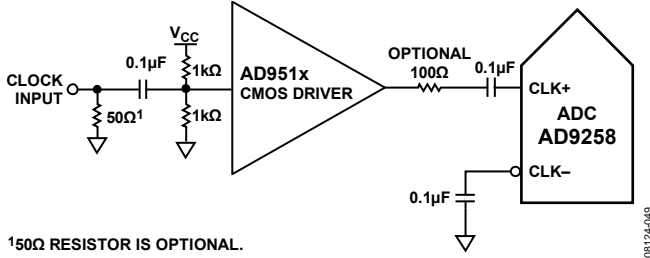 V_CC
0.1µF
1kΩ
CLOCK
INPUT
50Ω¹
1kΩ
AD951x
CMOS DRIVER
OPTIONAL
100Ω
0.1µF
CLK+
ADC
AD9258
CLK–
0.1µF
¹50Ω RESISTOR IS OPTIONAL.
08124-049